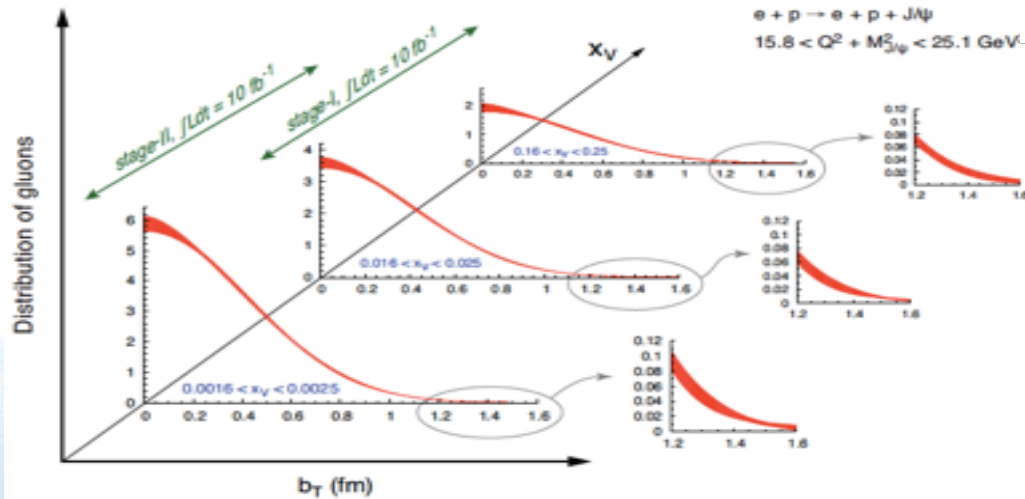 e + p → e + p + J/ψ
15.8 < Q² + M²J/ψ < 25.1 GeV
stage-II, ∫Ldt = 10 fb⁻¹
stage-I, ∫Ldt = 10 fb⁻¹
xV
Distribution of gluons
2
1
0
0.16 < xV < 0.25
0 0.2 0.4 0.6 0.8 1 1.2 1.4 1.6
0.12
0.1
0.08
0.06
0.04
0.02
0
1.2 1.4 1.6
4
3
2
1
0
0.016 < xV < 0.025
0 0.2 0.4 0.6 0.8 1 1.2 1.4 1.6
0.12
0.1
0.08
0.06
0.04
0.02
0
1.2 1.4 1.6
6
5
4
3
2
1
0
0.0016 < xV < 0.0025
0 0.2 0.4 0.6 0.8 1 1.2 1.4 1.6
0.12
0.1
0.08
0.06
0.04
0.02
0
1.2 1.4 1.6
bT (fm)